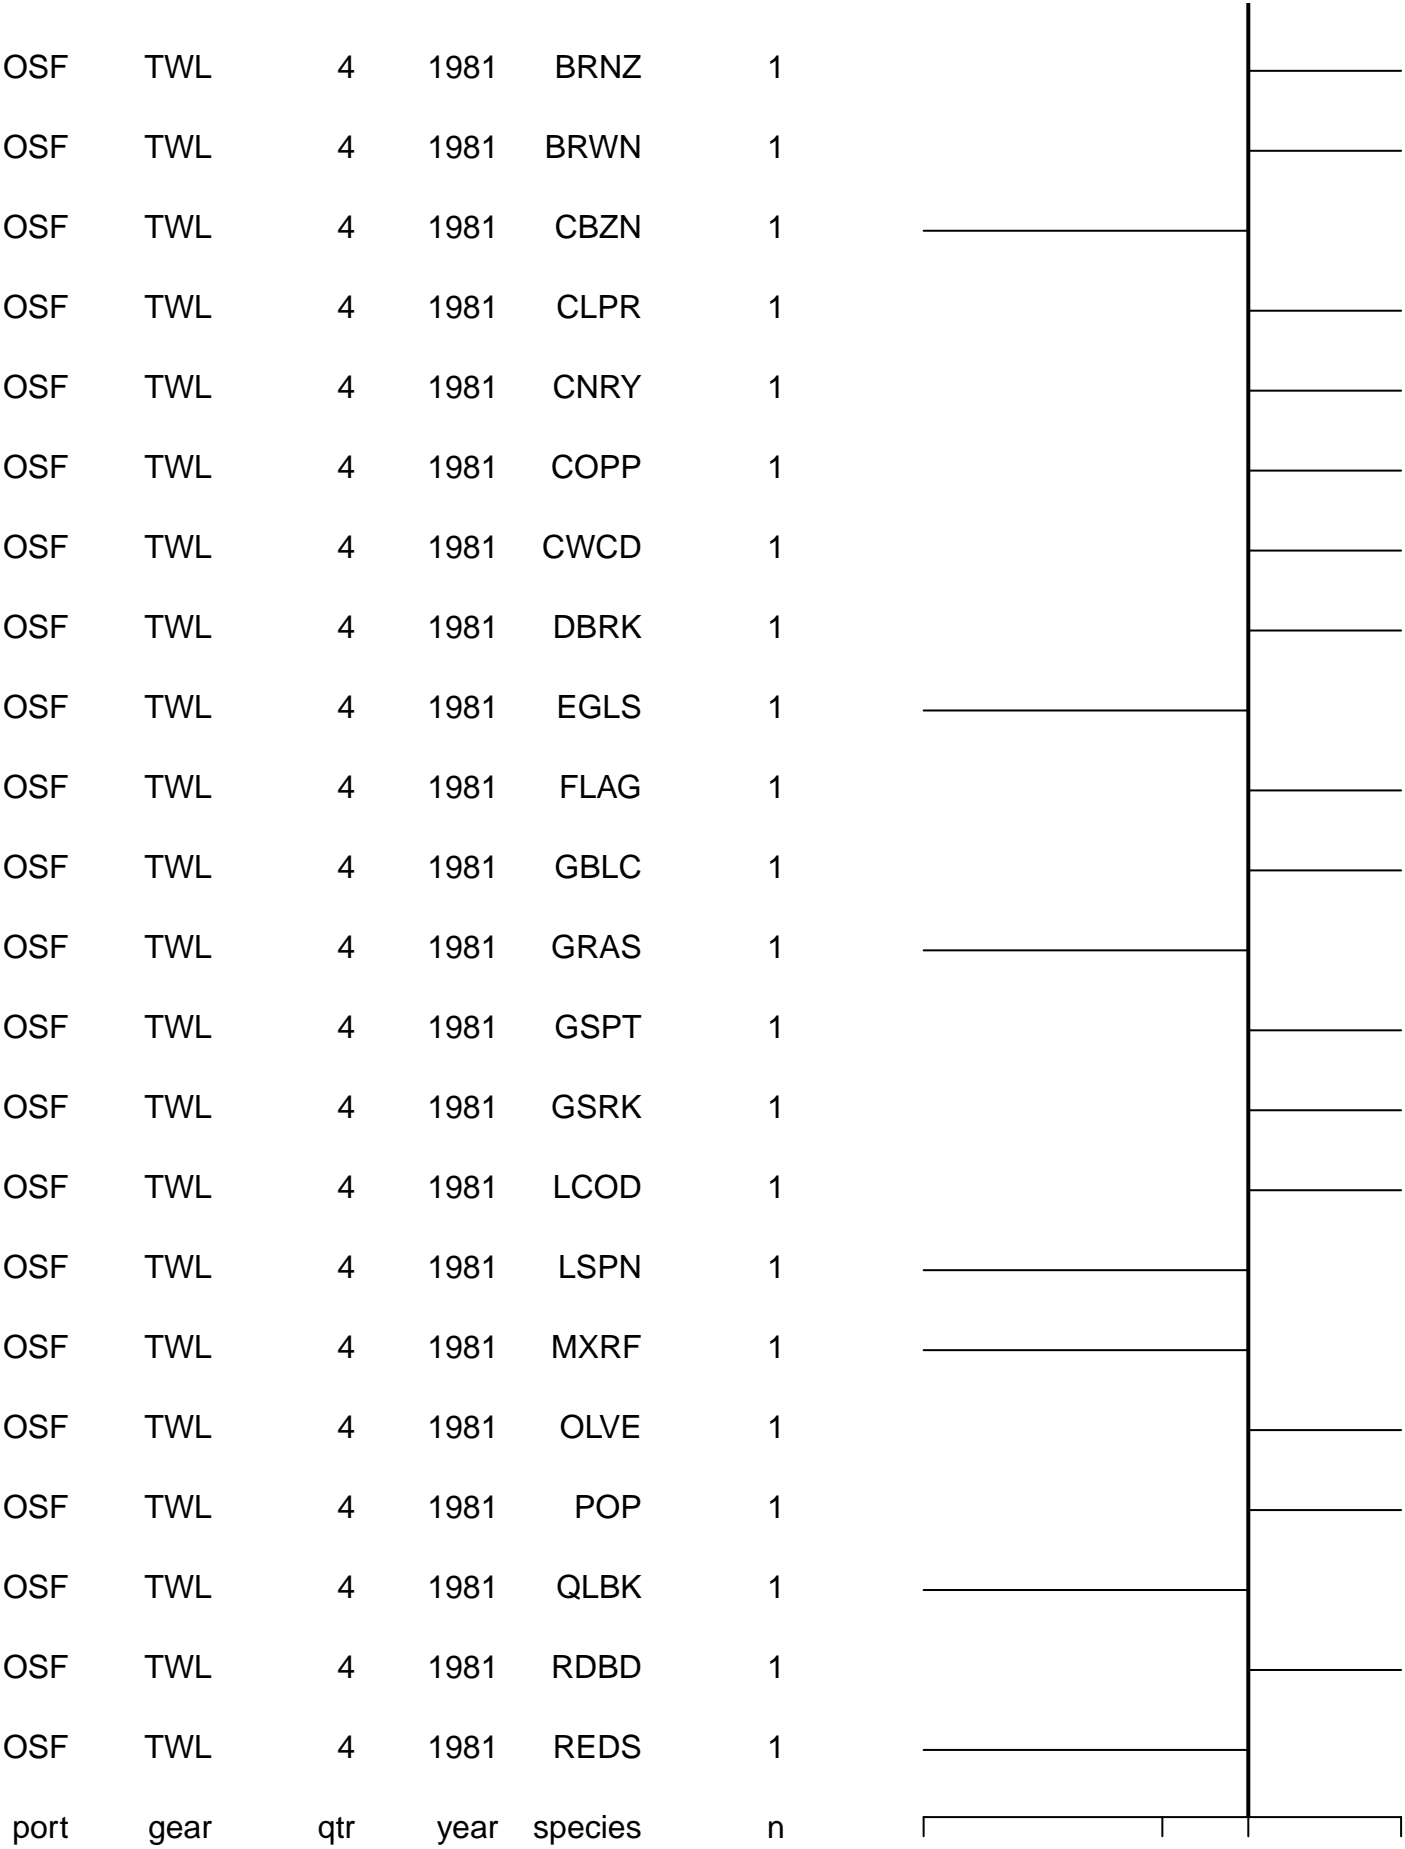 OSF TWL 4 1981 BRNZ 1
OSF TWL 4 1981 BRWN 1
OSF TWL 4 1981 CBZN 1
OSF TWL 4 1981 CLPR 1
OSF TWL 4 1981 CNRY 1
OSF TWL 4 1981 COPP 1
OSF TWL 4 1981 CWCD 1
OSF TWL 4 1981 DBRK 1
OSF TWL 4 1981 EGLS 1
OSF TWL 4 1981 FLAG 1
OSF TWL 4 1981 GBLC 1
OSF TWL 4 1981 GRAS 1
OSF TWL 4 1981 GSPT 1
OSF TWL 4 1981 GSRK 1
OSF TWL 4 1981 LCOD 1
OSF TWL 4 1981 LSPN 1
OSF TWL 4 1981 MXRF 1
OSF TWL 4 1981 OLVE 1
OSF TWL 4 1981 POP 1
OSF TWL 4 1981 QLBK 1
OSF TWL 4 1981 RDBD 1
OSF TWL 4 1981 REDS 1
port gear qtr year species n